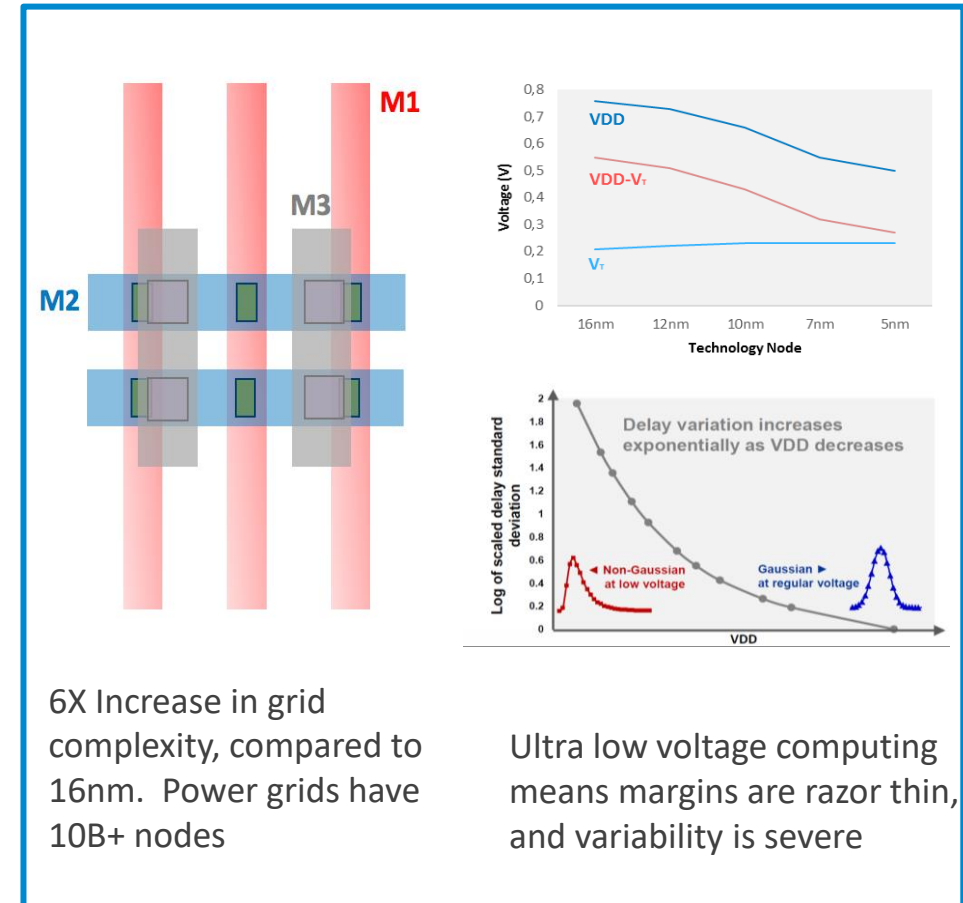 M1
M3
M2
0,8
0,7
0,6
0,5
0,4
0,3
0,2
0,1
0
Voltage (V)
VDD
VDD-VT
VT
16nm 12nm 10nm 7nm 5nm
Technology Node
2
1.8
1.6
1.4
1.2
1
0.8
0.6
0.4
0.2
0
Log of scaled delay standard
deviation
Delay variation increases
exponentially as VDD decreases
◄ Non-Gaussian
at low voltage
Gaussian ►
at regular voltage
VDD
6X Increase in grid
complexity, compared to
16nm. Power grids have
10B+ nodes
Ultra low voltage computing
means margins are razor thin,
and variability is severe